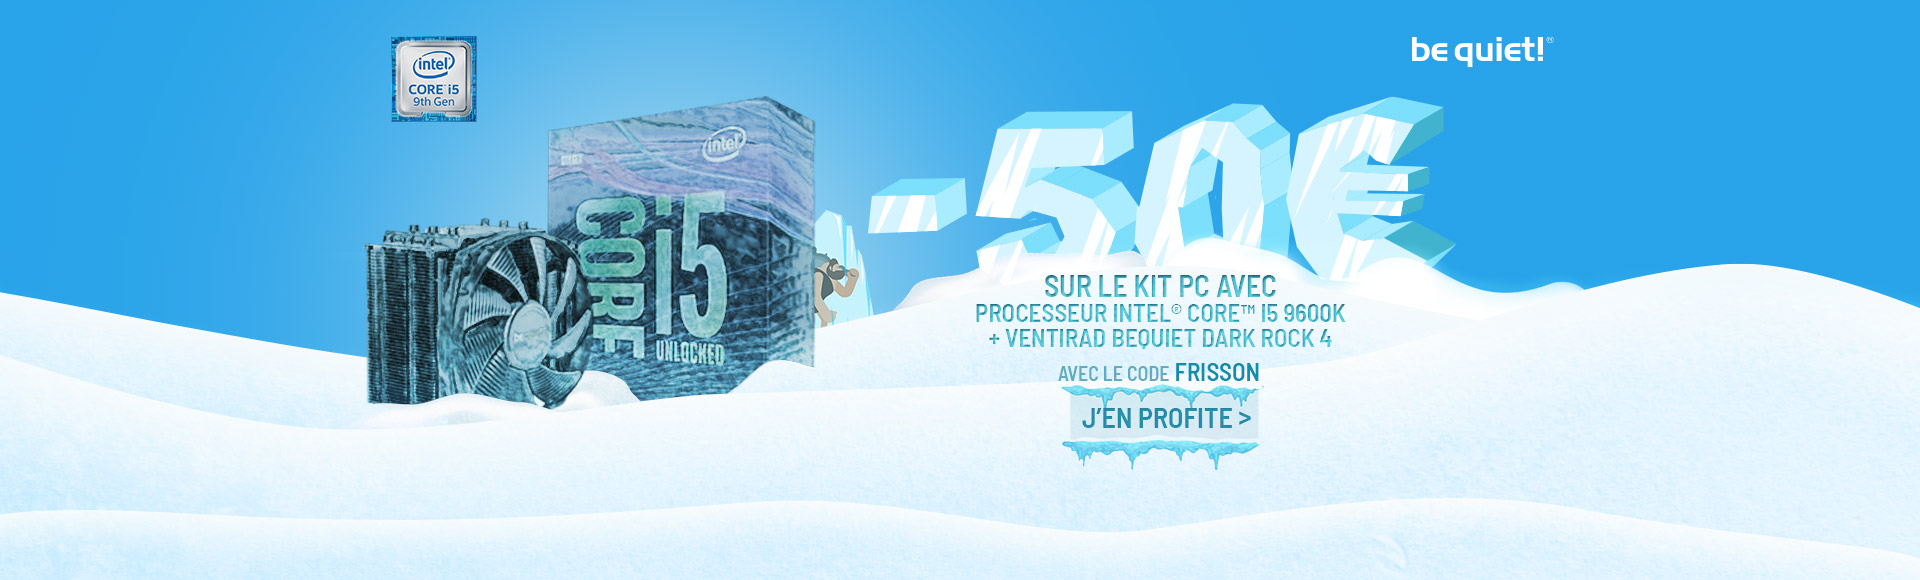 intel
CORE i5
9th Gen
be quiet!®
intel
CORE
i5
UNLOCKED
-50€
SUR LE KIT PC AVEC
PROCESSEUR INTEL® CORE™ I5 9600K
+ VENTIRAD BEQUIET DARK ROCK 4
AVEC LE CODE FRISSON
J'EN PROFITE >